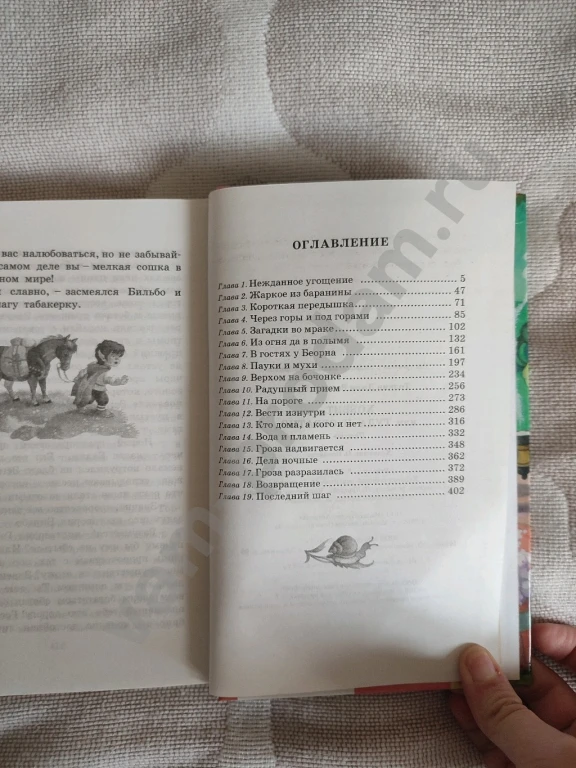 вас налюбоваться, но не забывай-
самом деле вы – мелкая сошка в
ном мире!
славно, – засмеялся Бильбо и
лагу табакерку.
ОГЛАВЛЕНИЕ
Глава 1. Нежданное угощение 5
Глава 2. Жаркое из баранины 47
Глава 3. Короткая передышка 71
Глава 4. Через горы и под горами 85
Глава 5. Загадки во мраке 102
Глава 6. Из огня да в полымя 132
Глава 7. В гостях у Беорна 161
Глава 8. Пауки и мухи 197
Глава 9. Верхом на бочонке 234
Глава 10. Радушный прием 256
Глава 11. На пороге 273
Глава 12. Вести изнутри 286
Глава 13. Кто дома, а кого и нет 316
Глава 14. Вода и пламень 332
Глава 15. Гроза надвигается 348
Глава 16. Дела ночные 362
Глава 17. Гроза разразилась 372
Глава 18. Возвращение 389
Глава 19. Последний шаг 402